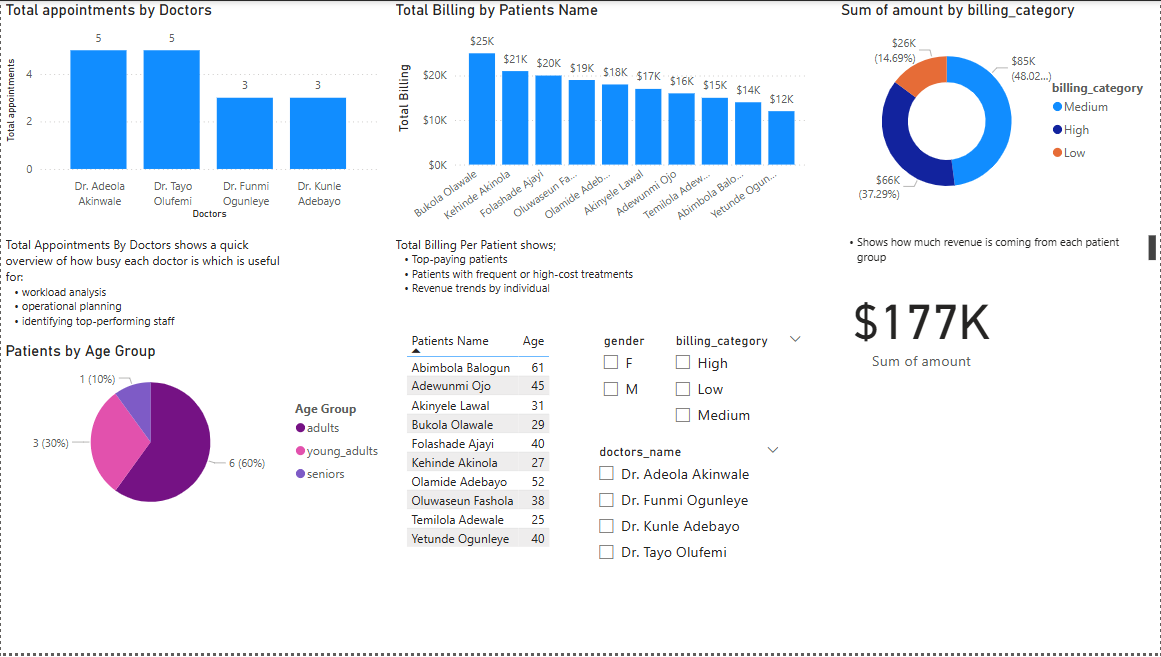 Total appointments by Doctors
Total appointments
4
2
0
5
5
3
3
Dr. Adeola
Akinwale
Dr. Tayo
Olufemi
Dr. Funmi
Ogunleye
Dr. Kunle
Adebayo
Doctors
Total Appointments By Doctors shows a quick
overview of how busy each doctor is which is useful
for:
• workload analysis
• operational planning
• identifying top-performing staff
Total Billing by Patients Name
Total Billing
$20K
$10K
$0K
$25K
$21K
$20K
$19K
$18K
$17K
$16K
$15K
$14K
$12K
Bukola Olawale
Kehinde Akinola
Folashade Ajayi
Oluwaseun Fa...
Olamide Adeb...
Akinyele Lawal
Adewunmi Ojo
Temilola Adew...
Abimbola Balo...
Yetunde Ogun...
Total Billing Per Patient shows;
• Top-paying patients
• Patients with frequent or high-cost treatments
• Revenue trends by individual
Sum of amount by billing_category
$26K
(14.69%)
$85K
(48.02...)
$66K
(37.29%)
billing_category
Medium
High
Low
• Shows how much revenue is coming from each patient
group
$177K
Sum of amount
Patients by Age Group
1 (10%)
3 (30%)
6 (60%)
Age Group
adults
young_adults
seniors
Patients Name Age
Abimbola Balogun 61
Adewunmi Ojo 45
Akinyele Lawal 31
Bukola Olawale 29
Folashade Ajayi 40
Kehinde Akinola 27
Olamide Adebayo 52
Oluwaseun Fashola 38
Temilola Adewale 25
Yetunde Ogunleye 40
gender
F
M
billing_category
High
Low
Medium
doctors_name
Dr. Adeola Akinwale
Dr. Funmi Ogunleye
Dr. Kunle Adebayo
Dr. Tayo Olufemi